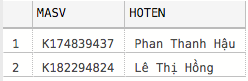 MASV HOTEN
1 K174839437 Phan Thanh Hậu
2 K182294824 Lê Thị Hồng